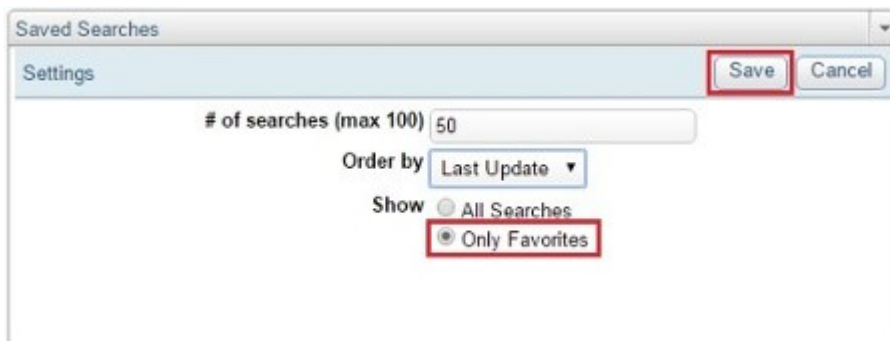 Saved Searches
Settings Save Cancel
# of searches (max 100) 50
Order by Last Update
Show All Searches
Only Favorites